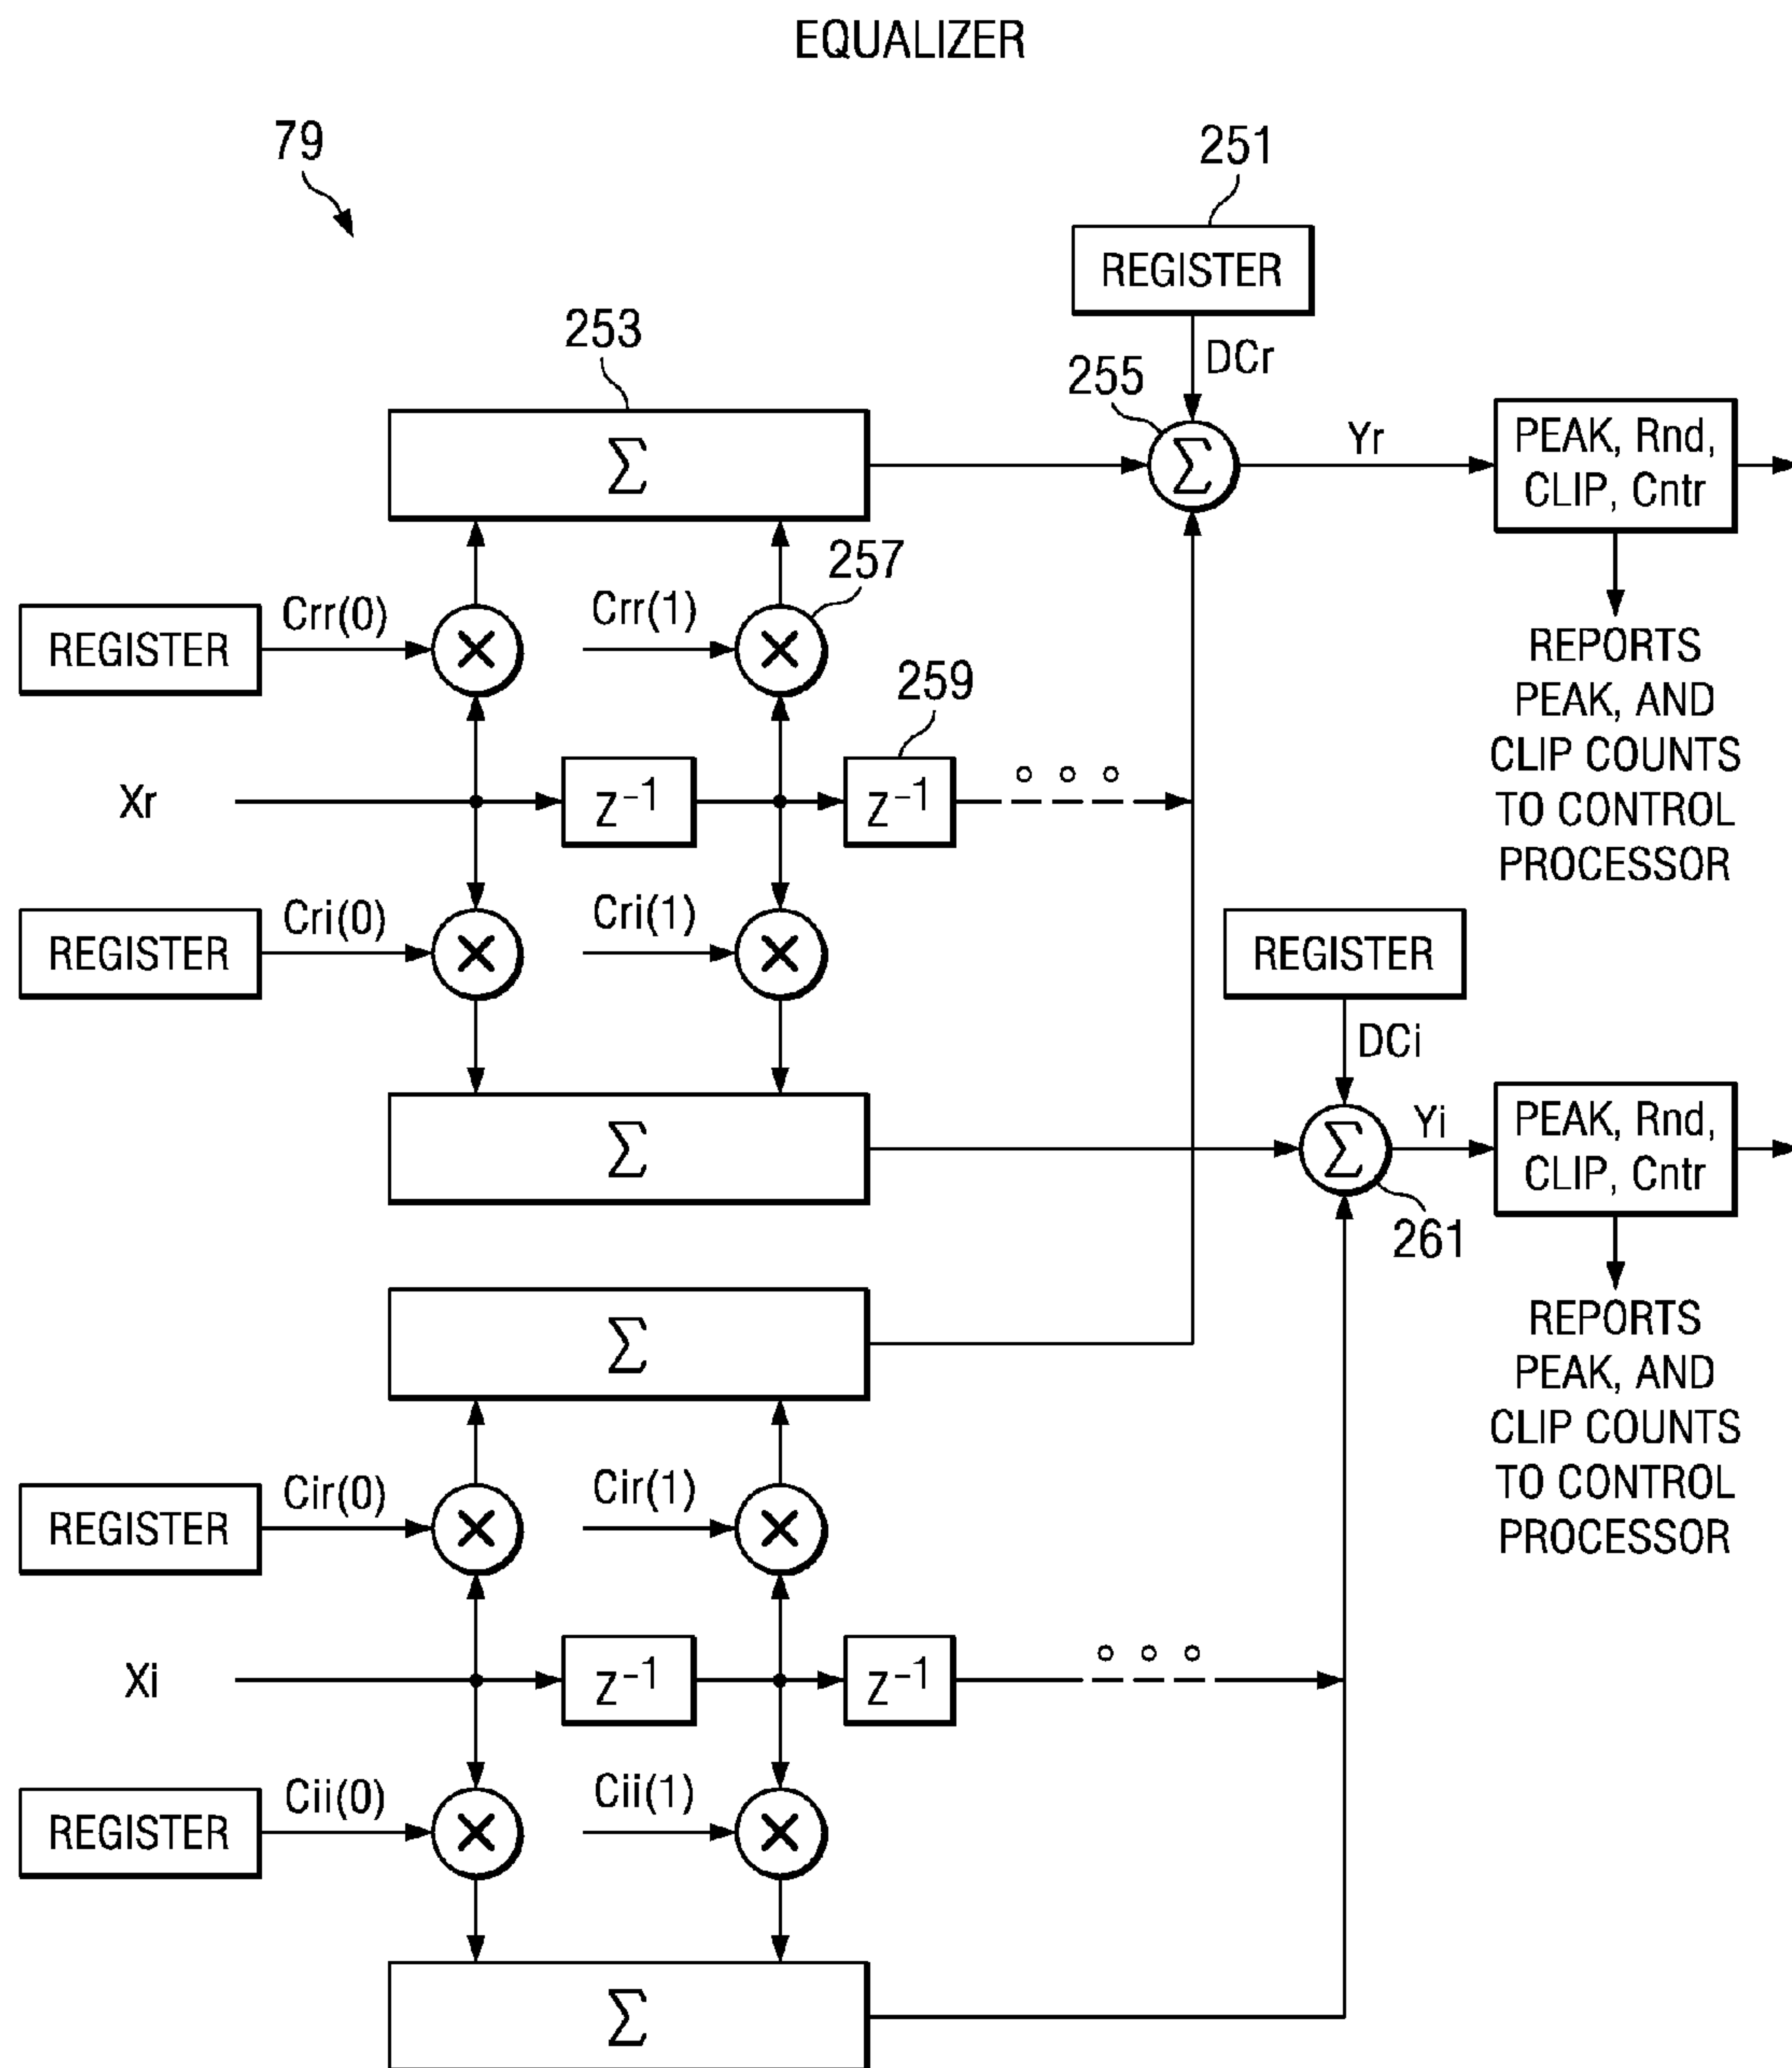 EQUALIZER
79
251
REGISTER
253
255
DCr
Σ
Σ
Yr
PEAK, Rnd,
CLIP, Cntr
257
REGISTER
Crr(0)
×
Crr(1)
×
REPORTS
PEAK, AND
CLIP COUNTS
TO CONTROL
PROCESSOR
259
Xr
z⁻¹
z⁻¹
REGISTER
Cri(0)
×
Cri(1)
×
REGISTER
DCi
Σ
Σ
Yi
PEAK, Rnd,
CLIP, Cntr
261
Σ
REPORTS
PEAK, AND
CLIP COUNTS
TO CONTROL
PROCESSOR
REGISTER
Cir(0)
×
Cir(1)
×
Xi
z⁻¹
z⁻¹
REGISTER
Cii(0)
×
Cii(1)
×
Σ